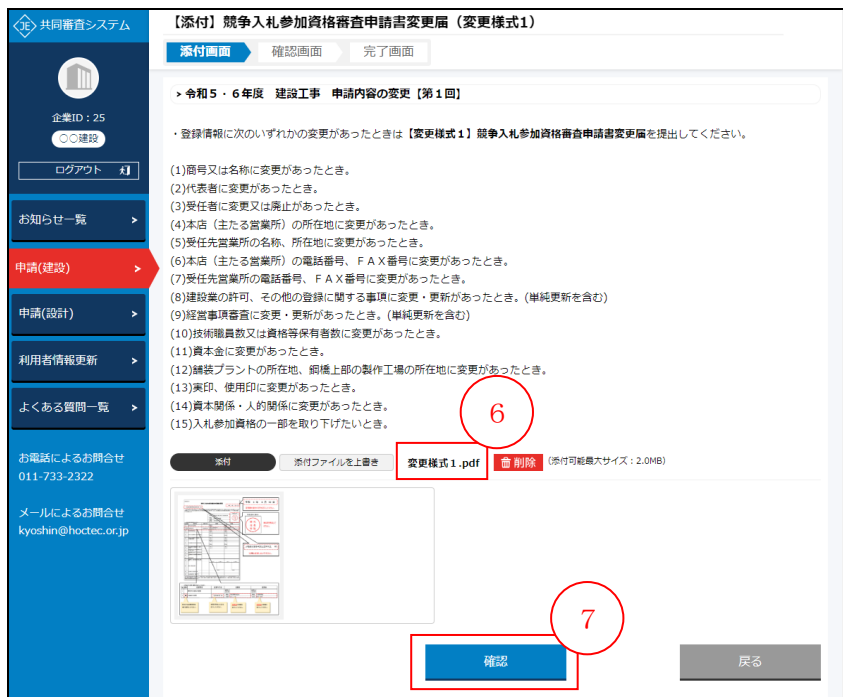 JE 共同審査システム
企業ID：25
〇〇建設
ログアウト
お知らせ一覧 >
申請(建設) >
申請(設計) >
利用者情報更新 >
よくある質問一覧 >
お電話によるお問合せ
011-733-2322
メールによるお問合せ
kyoshin@hoctec.or.jp
【添付】競争入札参加資格審査申請書変更届（変更様式1）
添付画面 確認画面 完了画面
> 令和５・６年度　建設工事　申請内容の変更【第１回】
・登録情報に次のいずれかの変更があったときは【変更様式１】競争入札参加資格審査申請書変更届を提出してください。
(1)商号又は名称に変更があったとき。
(2)代表者に変更があったとき。
(3)受任者に変更又は廃止があったとき。
(4)本店（主たる営業所）の所在地に変更があったとき。
(5)受任先営業所の名称、所在地に変更があったとき。
(6)本店（主たる営業所）の電話番号、ＦＡＸ番号に変更があったとき。
(7)受任先営業所の電話番号、ＦＡＸ番号に変更があったとき。
(8)建設業の許可、その他の登録に関する事項に変更・更新があったとき。(単純更新を含む)
(9)経営事項審査に変更・更新があったとき。(単純更新を含む)
(10)技術職員数又は資格等保有者数に変更があったとき。
(11)資本金に変更があったとき。
(12)舗装プラントの所在地、鋼橋上部の製作工場の所在地に変更があったとき。
(13)実印、使用印に変更があったとき。
(14)資本関係・人的関係に変更があったとき。
(15)入札参加資格の一部を取り下げたいとき。
6
添付 添付ファイルを上書き 変更様式１.pdf 削除 (添付可能最大サイズ：2.0MB)
7
確認 戻る